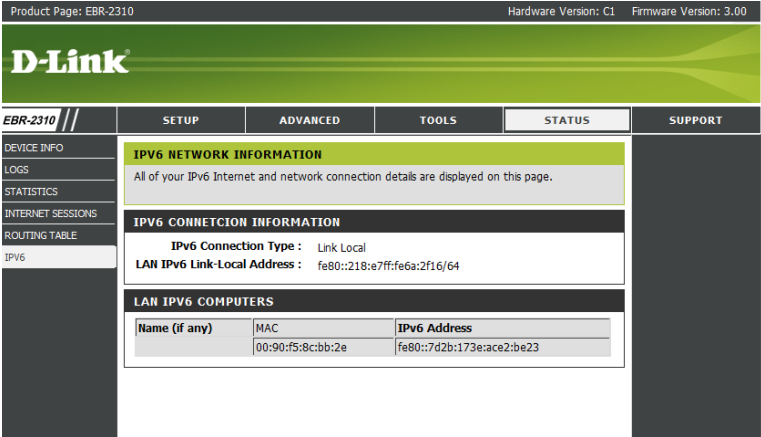 Product Page: EBR-2310 Hardware Version: C1 Firmware Version: 3.00
D-Link
EBR-2310 SETUP ADVANCED TOOLS STATUS SUPPORT
DEVICE INFO
LOGS
STATISTICS
INTERNET SESSIONS
ROUTING TABLE
IPV6
IPV6 NETWORK INFORMATION
All of your IPv6 Internet and network connection details are displayed on this page.
IPV6 CONNETCION INFORMATION
IPv6 Connection Type : Link Local
LAN IPv6 Link-Local Address : fe80::218:e7ff:fe6a:2f16/64
LAN IPV6 COMPUTERS
Name (if any) MAC IPv6 Address
00:90:f5:8c:bb:2e fe80::7d2b:173e:ace2:be23